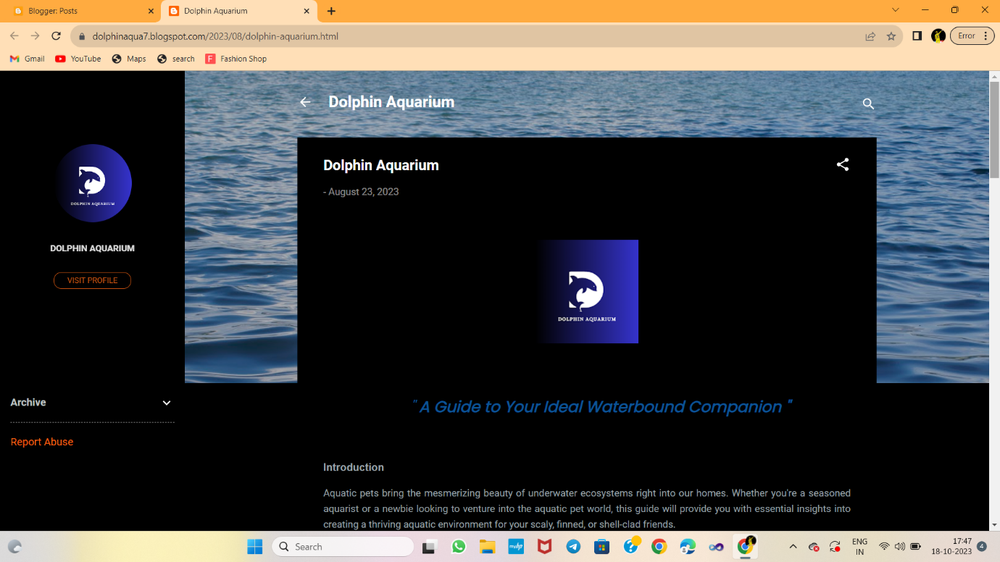 Blogger: Posts
Dolphin Aquarium
dolphinaqua7.blogspot.com/2023/08/dolphin-aquarium.html
Error
Gmail
YouTube
Maps
search
F
Fashion Shop
Dolphin Aquarium
DOLPHIN AQUARIUM
DOLPHIN AQUARIUM
VISIT PROFILE
Archive
Report Abuse
Dolphin Aquarium
- August 23, 2023
DOLPHIN AQUARIUM
" A Guide to Your Ideal Waterbound Companion "
Introduction
Aquatic pets bring the mesmerizing beauty of underwater ecosystems right into our homes. Whether you're a seasoned
aquarist or a newbie looking to venture into the aquatic pet world, this guide will provide you with essential insights into
creating a thriving aquatic environment for your scaly, finned, or shell-clad friends.
Search
myhp
ENG
IN
17:47
18-10-2023
4